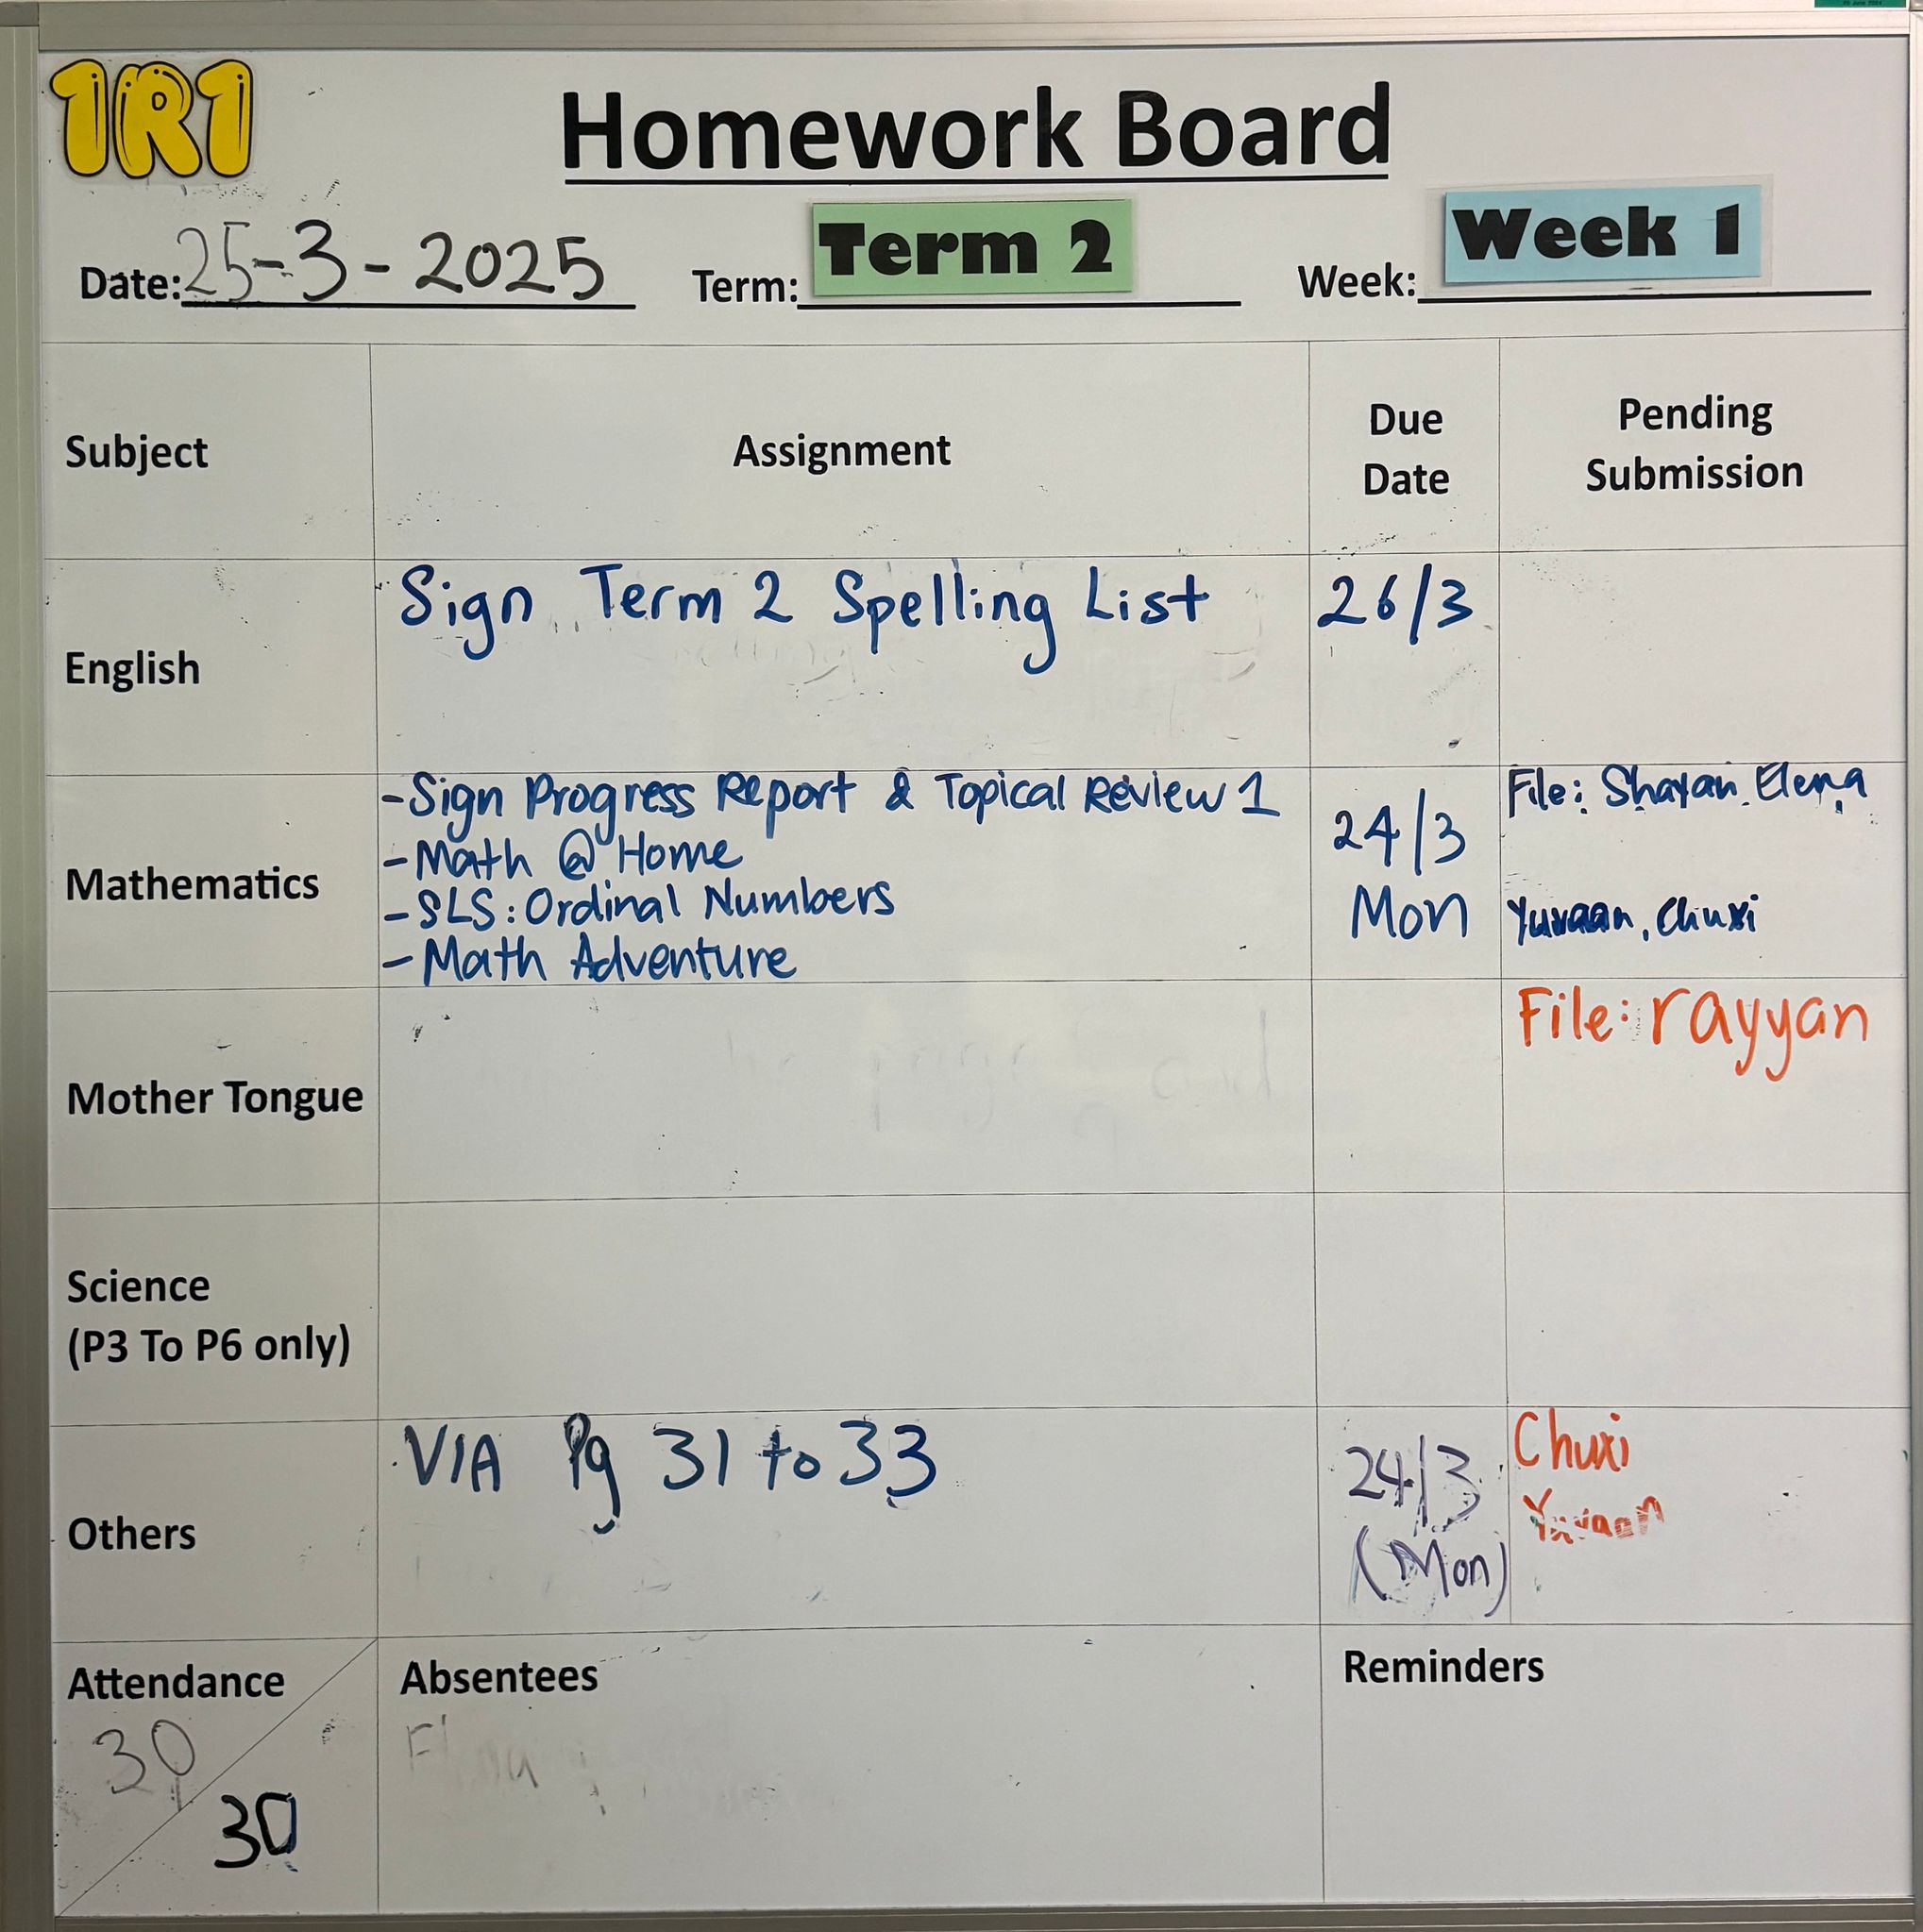 1R1
Homework Board
Date: 25-3-2025 Term: Term 2 Week: Week 1
Subject
Assignment
Due
Date
Pending
Submission
English
Sign Term 2 Spelling List
26/3
Mathematics
-Sign Progress Report & Topical Review 1
-Math @ Home
-SLS: Ordinal Numbers
-Math Adventure
24/3
Mon
File: Shayan, Elena
Yuvaan, Chuxi
Mother Tongue
File: rayyan
Science
(P3 To P6 only)
Others
VIA Pg 31 to 33
24/3
(Mon)
Chuxi
Yuvaan
Attendance
30
30
Absentees
Reminders